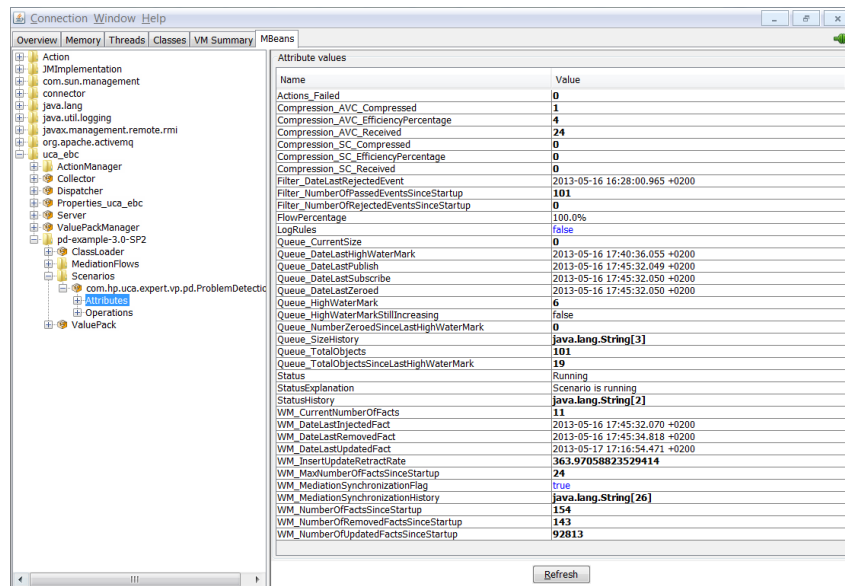 Connection Window Help
Overview Memory Threads Classes VM Summary MBeans
Action
JMImplementation
com.sun.management
connector
java.lang
java.util.logging
javax.management.remote.rmi
org.apache.activemq
uca_ebc
ActionManager
Collector
Dispatcher
Properties_uca_ebc
Server
ValuePackManager
pd-example-3.0-SP2
ClassLoader
MediationFlows
Scenarios
com.hp.uca.expert.vp.pd.ProblemDetectic
Attributes
Operations
ValuePack
Attribute values
Name Value
Actions_Failed 0
Compression_AVC_Compressed 1
Compression_AVC_EfficiencyPercentage 4
Compression_AVC_Received 24
Compression_SC_Compressed 0
Compression_SC_EfficiencyPercentage 0
Compression_SC_Received 0
Filter_DateLastRejectedEvent 2013-05-16 16:28:00.965 +0200
Filter_NumberOfPassedEventsSinceStartup 101
Filter_NumberOfRejectedEventsSinceStartup 0
FlowPercentage 100.0%
LogRules false
Queue_CurrentSize 0
Queue_DateLastHighWaterMark 2013-05-16 17:40:36.055 +0200
Queue_DateLastPublish 2013-05-16 17:45:32.049 +0200
Queue_DateLastSubscribe 2013-05-16 17:45:32.050 +0200
Queue_DateLastZeroed 2013-05-16 17:45:32.050 +0200
Queue_HighWaterMark 6
Queue_HighWaterMarkStillIncreasing false
Queue_NumberZeroedSinceLastHighWaterMark 0
Queue_SizeHistory java.lang.String[3]
Queue_TotalObjects 101
Queue_TotalObjectsSinceLastHighWaterMark 19
Status Running
StatusExplanation Scenario is running
StatusHistory java.lang.String[2]
WM_CurrentNumberOfFacts 11
WM_DateLastInjectedFact 2013-05-16 17:45:32.070 +0200
WM_DateLastRemovedFact 2013-05-16 17:45:34.818 +0200
WM_DateLastUpdatedFact 2013-05-17 17:16:54.471 +0200
WM_InsertUpdateRetractRate 363.97058823529414
WM_MaxNumberOfFactsSinceStartup 24
WM_MediationSynchronizationFlag true
WM_MediationSynchronizationHistory java.lang.String[26]
WM_NumberOfFactsSinceStartup 154
WM_NumberOfRemovedFactsSinceStartup 143
WM_NumberOfUpdatedFactsSinceStartup 92813
Refresh